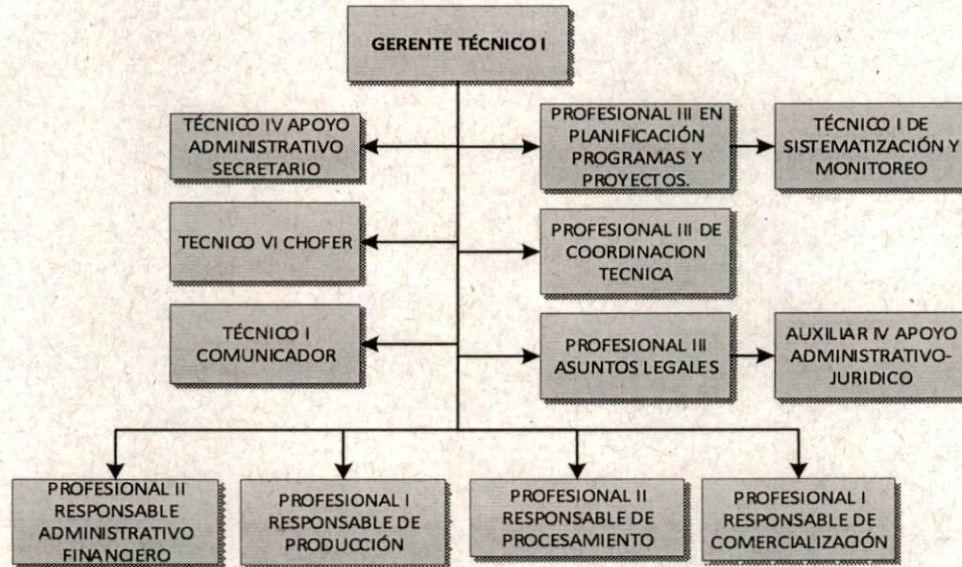 GERENTE TÉCNICO I
TÉCNICO IV APOYO
ADMINISTRATIVO
SECRETARIO
PROFESIONAL III EN
PLANIFICACIÓN
PROGRAMAS Y
PROYECTOS.
TÉCNICO I DE
SISTEMATIZACIÓN Y
MONITOREO
TECNICO VI CHOFER
PROFESIONAL III DE
COORDINACION
TECNICA
TÉCNICO I
COMUNICADOR
PROFESIONAL III
ASUNTOS LEGALES
AUXILIAR IV APOYO
ADMINISTRATIVO-
JURIDICO
PROFESIONAL II
RESPONSABLE
ADMINISTRATIVO
FINANCIERO
PROFESIONAL I
RESPONSABLE DE
PRODUCCIÓN
PROFESIONAL II
RESPONSABLE DE
PROCESAMIENTO
PROFESIONAL I
RESPONSABLE DE
COMERCIALIZACIÓN